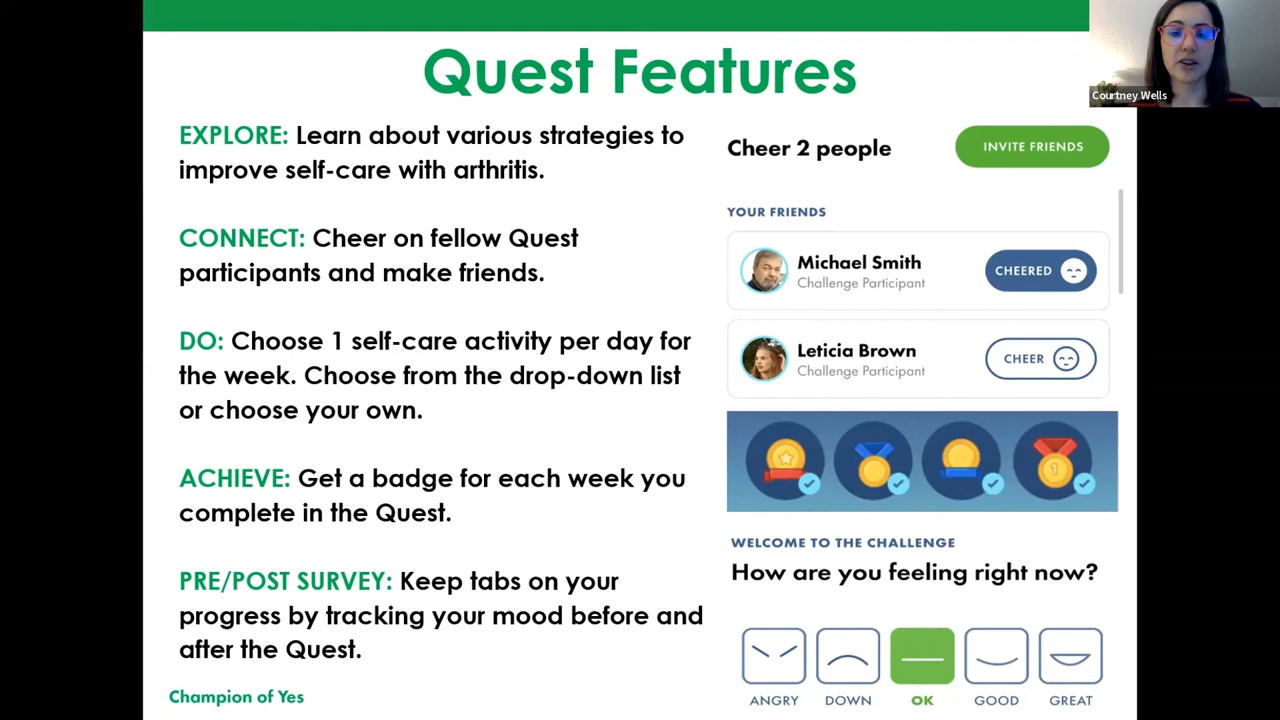 Quest Features
Courtney Wells
EXPLORE: Learn about various strategies to
improve self-care with arthritis.
CONNECT: Cheer on fellow Quest
participants and make friends.
DO: Choose 1 self-care activity per day for
the week. Choose from the drop-down list
or choose your own.
ACHIEVE: Get a badge for each week you
complete in the Quest.
PRE/POST SURVEY: Keep tabs on your
progress by tracking your mood before and
after the Quest.
Champion of Yes
Cheer 2 people
INVITE FRIENDS
YOUR FRIENDS
Michael Smith
Challenge Participant
CHEERED
Leticia Brown
Challenge Participant
CHEER
1
WELCOME TO THE CHALLENGE
How are you feeling right now?
ANGRY DOWN OK GOOD GREAT